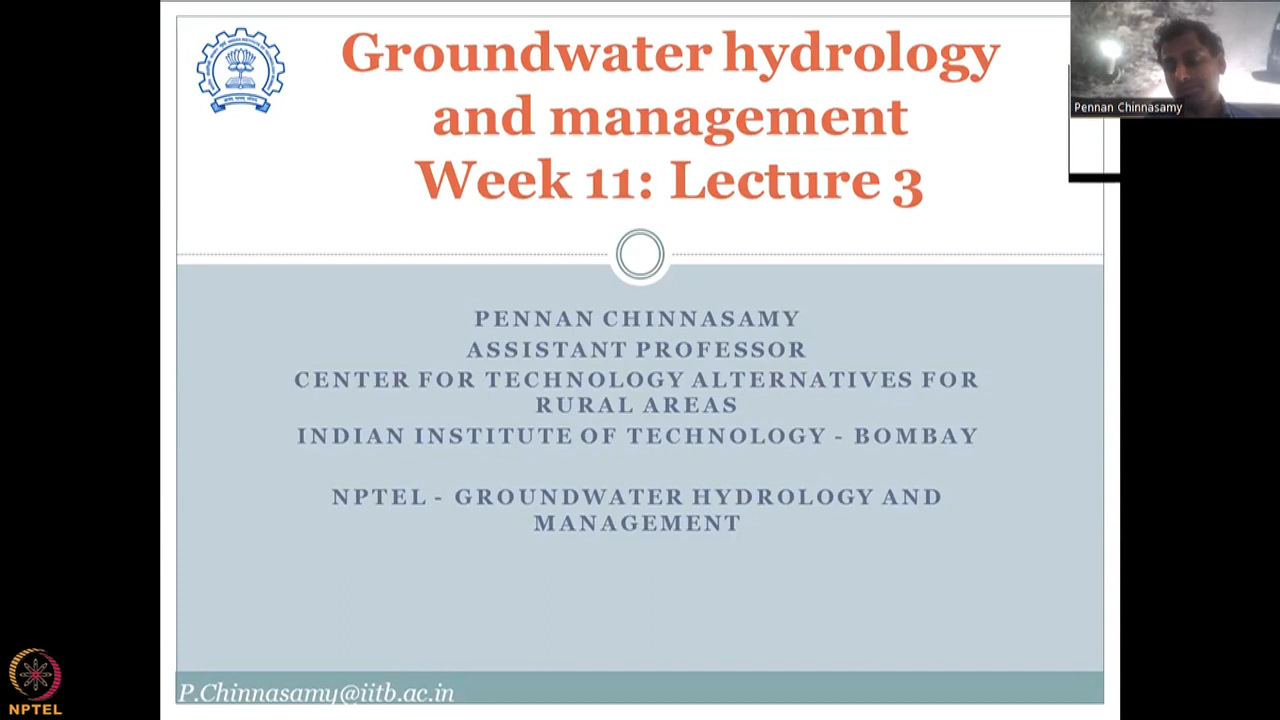 Groundwater hydrology
and management
Week 11: Lecture 3
Pennan Chinnasamy
PENNAN CHINNASAMY
ASSISTANT PROFESSOR
CENTER FOR TECHNOLOGY ALTERNATIVES FOR
RURAL AREAS
INDIAN INSTITUTE OF TECHNOLOGY - BOMBAY
NPTEL - GROUNDWATER HYDROLOGY AND
MANAGEMENT
P.Chinnasamy@iitb.ac.in
NPTEL